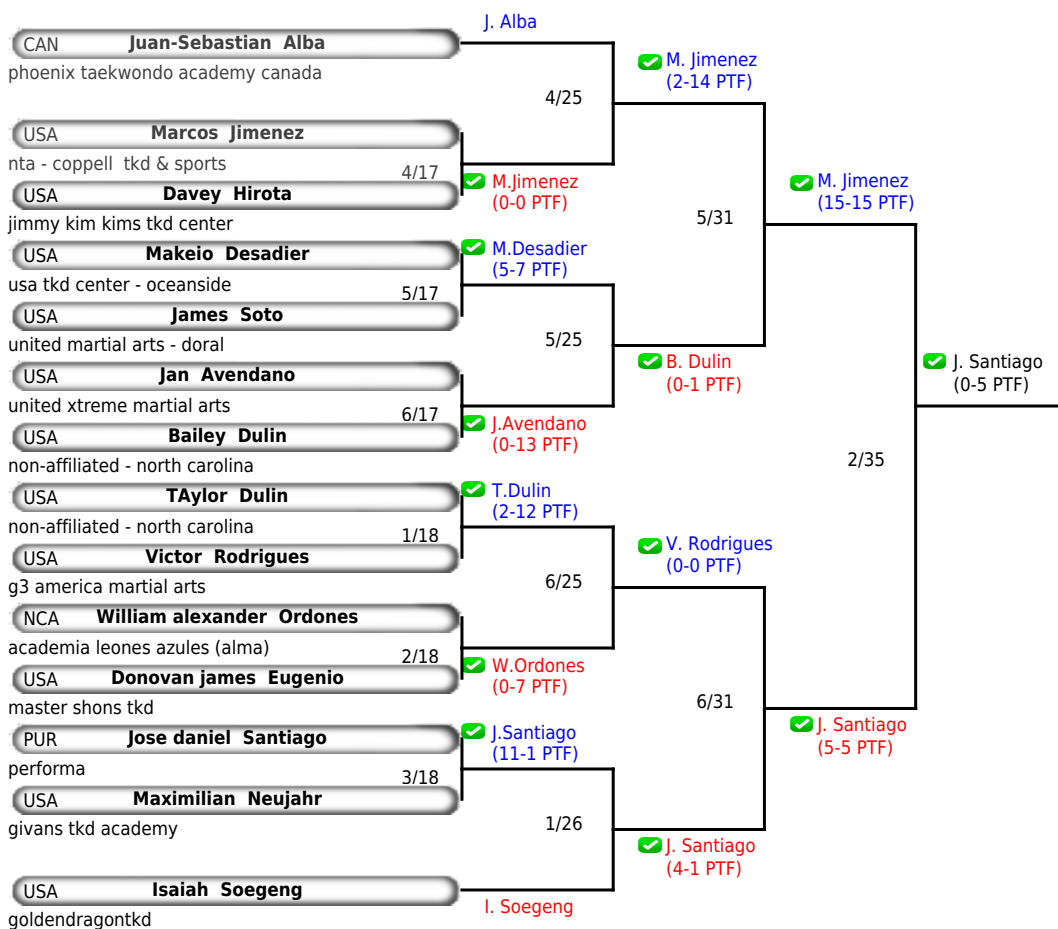 J. Alba
CAN Juan-Sebastian Alba
phoenix taekwondo academy canada
M. Jimenez
(2-14 PTF)
4/25
USA Marcos Jimenez
nta - coppell tkd & sports
4/17
M.Jimenez
(0-0 PTF)
USA Davey Hirota
jimmy kim kims tkd center
M. Jimenez
(15-15 PTF)
5/31
USA Makeio Desadier
usa tkd center - oceanside
M.Desadier
(5-7 PTF)
5/17
USA James Soto
united martial arts - doral
5/25
USA Jan Avendano
united xtreme martial arts
B. Dulin
(0-1 PTF)
J. Santiago
(0-5 PTF)
6/17
USA Bailey Dulin
non-affiliated - north carolina
J.Avendano
(0-13 PTF)
2/35
USA TAylor Dulin
non-affiliated - north carolina
T.Dulin
(2-12 PTF)
1/18
USA Victor Rodrigues
g3 america martial arts
V. Rodrigues
(0-0 PTF)
6/25
NCA William alexander Ordones
academia leones azules (alma)
2/18
USA Donovan james Eugenio
master shons tkd
W.Ordones
(0-7 PTF)
6/31
PUR Jose daniel Santiago
performa
J.Santiago
(11-1 PTF)
J. Santiago
(5-5 PTF)
3/18
USA Maximilian Neujahr
givans tkd academy
1/26
J. Santiago
(4-1 PTF)
USA Isaiah Soegeng
goldendragontkd
I. Soegeng